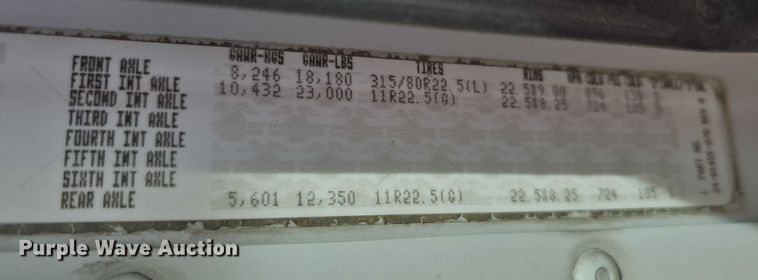 GAWR-KGS GAWR-LBS TIRES RIMS
FRONT AXLE 8,246 18,180 315/80R22.5(L) 22.5x9.00
FIRST INT AXLE 10,432 23,000 11R22.5(G) 22.5x8.25 724 105
SECOND INT AXLE
THIRD INT AXLE
FOURTH INT AXLE
FIFTH INT AXLE
SIXTH INT AXLE
REAR AXLE 5,601 12,350 11R22.5(G) 22.5x8.25 724 105
PART NO.
Purple Wave Auction